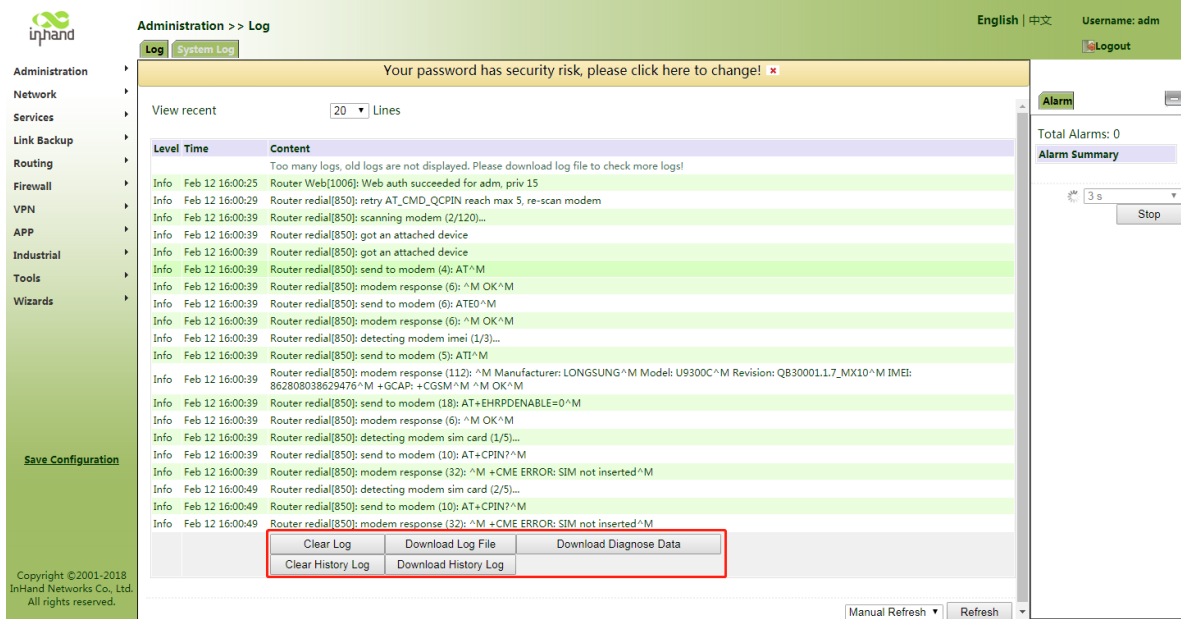 inhand
Administration >> Log
English | 中文
Username: adm
Logout
Log
System Log
Administration
Network
Services
Link Backup
Routing
Firewall
VPN
APP
Industrial
Tools
Wizards
Save Configuration
Copyright ©2001-2018
InHand Networks Co., Ltd.
All rights reserved.
Your password has security risk, please click here to change!
View recent 20 Lines
Level Time Content
Too many logs, old logs are not displayed. Please download log file to check more logs!
Info Feb 12 16:00:25 Router Web[1006]: Web auth succeeded for adm, priv 15
Info Feb 12 16:00:29 Router redial[850]: retry AT_CMD_QCPIN reach max 5, re-scan modem
Info Feb 12 16:00:39 Router redial[850]: scanning modem (2/120)...
Info Feb 12 16:00:39 Router redial[850]: got an attached device
Info Feb 12 16:00:39 Router redial[850]: got an attached device
Info Feb 12 16:00:39 Router redial[850]: send to modem (4): AT^M
Info Feb 12 16:00:39 Router redial[850]: modem response (6): ^M OK^M
Info Feb 12 16:00:39 Router redial[850]: send to modem (6): ATE0^M
Info Feb 12 16:00:39 Router redial[850]: modem response (6): ^M OK^M
Info Feb 12 16:00:39 Router redial[850]: detecting modem imei (1/3)...
Info Feb 12 16:00:39 Router redial[850]: send to modem (5): ATI^M
Info Feb 12 16:00:39 Router redial[850]: modem response (112): ^M Manufacturer: LONGSUNG^M Model: U9300C^M Revision: QB30001.1.7_MX10^M IMEI:
862808038629476^M +GCAP: +CGSM^M ^M OK^M
Info Feb 12 16:00:39 Router redial[850]: send to modem (18): AT+EHRPDENABLE=0^M
Info Feb 12 16:00:39 Router redial[850]: modem response (6): ^M OK^M
Info Feb 12 16:00:39 Router redial[850]: detecting modem sim card (1/5)...
Info Feb 12 16:00:39 Router redial[850]: send to modem (10): AT+CPIN?^M
Info Feb 12 16:00:39 Router redial[850]: modem response (32): ^M +CME ERROR: SIM not inserted^M
Info Feb 12 16:00:49 Router redial[850]: detecting modem sim card (2/5)...
Info Feb 12 16:00:49 Router redial[850]: send to modem (10): AT+CPIN?^M
Info Feb 12 16:00:49 Router redial[850]: modem response (32): ^M +CME ERROR: SIM not inserted^M
Clear Log Download Log File Download Diagnose Data
Clear History Log Download History Log
Manual Refresh Refresh
Alarm
Total Alarms: 0
Alarm Summary
3 s
Stop